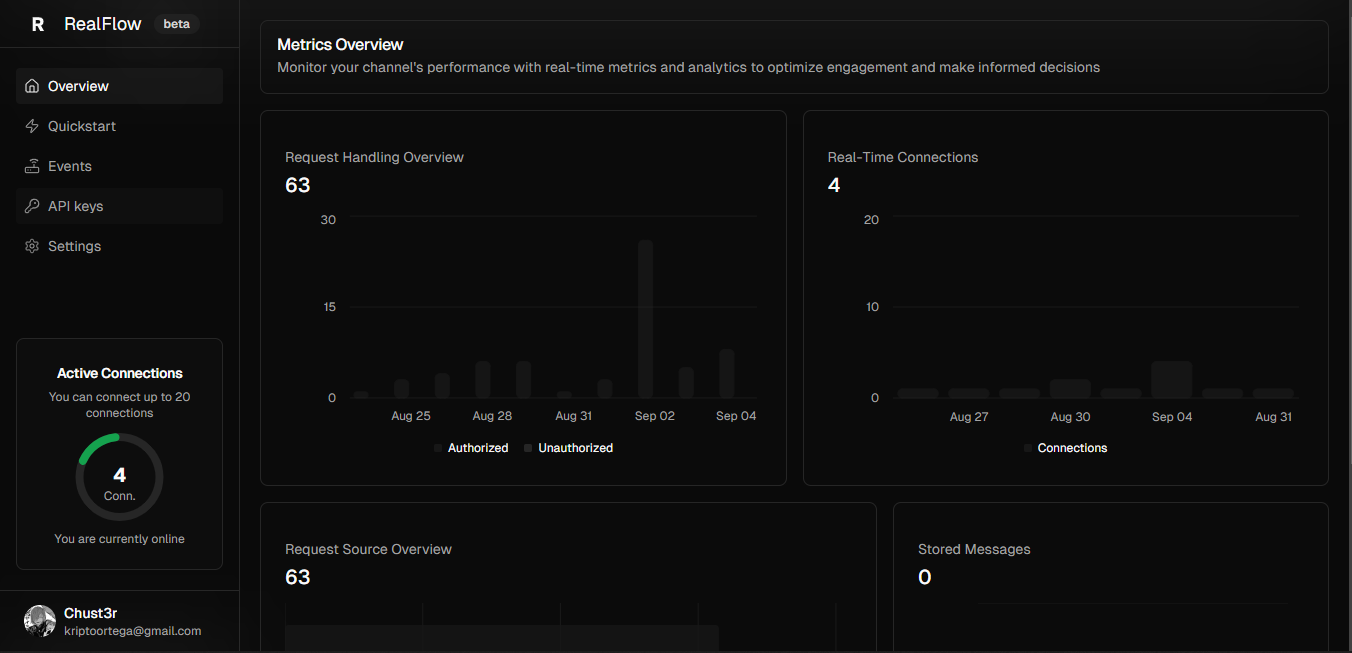 R RealFlow beta
Overview
Quickstart
Events
API keys
Settings
Active Connections
You can connect up to 20
connections
4
Conn.
You are currently online
Chust3r
kriptoortega@gmail.com
Metrics Overview
Monitor your channel's performance with real-time metrics and analytics to optimize engagement and make informed decisions
Request Handling Overview
63
30
15
0
Aug 25 Aug 28 Aug 31 Sep 02 Sep 04
Authorized Unauthorized
Real-Time Connections
4
20
10
0
Aug 27 Aug 30 Sep 04 Aug 31
Connections
Request Source Overview
63
Stored Messages
0